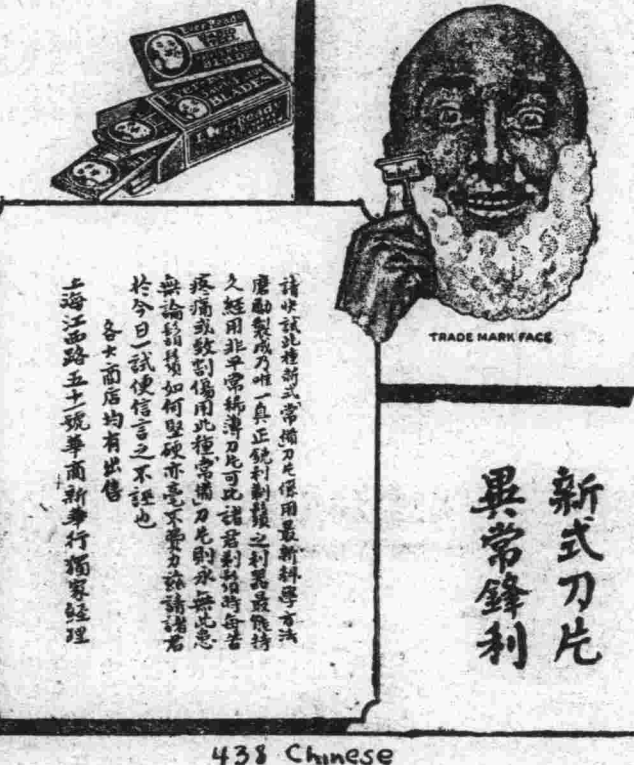 Ever-Ready
BLADES
Ever-Ready
BLADES
Ever-Ready
TRADE MARK FACE
新式刀片
異常鋒利
請快試此種新式常備刀片係用最新科學方法
磨勵製成乃唯一真正銳利剃鬚之利器最能持
久經用非平常稀薄刀片可比諸君剃鬚時每苦
疼痛或致割傷用此種「常備」刀片則永無此患
無論鬍鬚如何堅硬亦毫不費力茲請諸君
於今日一試便信言之不誣也
各大商店均有出售
上海江西路五十一號華商新華行獨家經理
438 Chinese